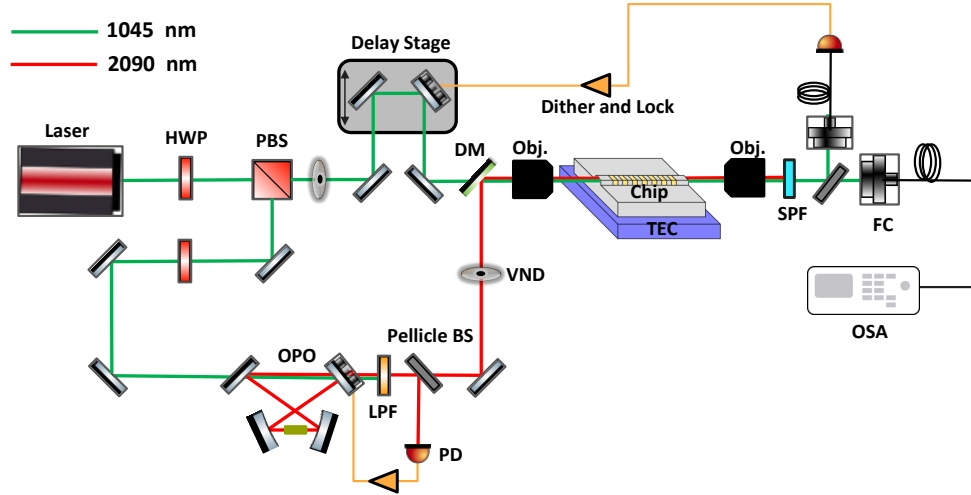 1045 nm
2090 nm
Delay Stage
Dither and Lock
Laser
HWP
PBS
DM
Obj.
Obj.
Chip
TEC
SPF
FC
VND
OSA
Pellicle BS
OPO
LPF
PD